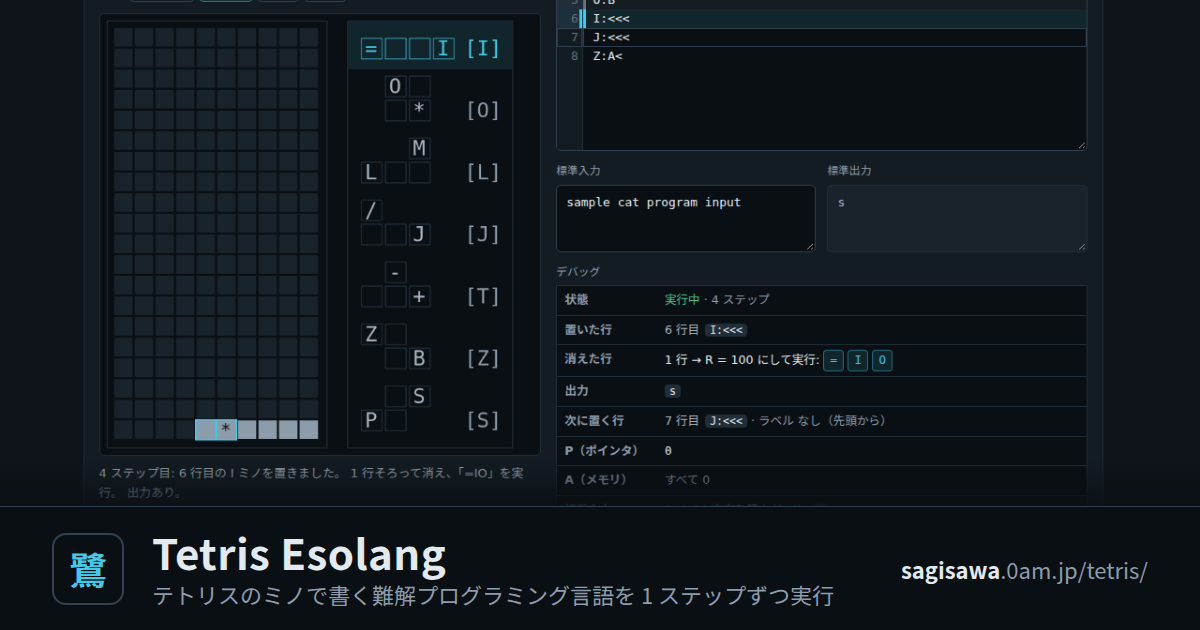 = I [I]
O
* [O]
M
L [L]
/
J [J]
-
+ [T]
Z
B [Z]
S
P [S]
*
4 ステップ目: 6 行目の I ミノを置きました。 1 行そろって消え、「=IO」を実
行。 出力あり。
6 I:<<<
7 J:<<<
8 Z:A<
標準入力 標準出力
sample cat program input s
デバッグ
状態 実行中 · 4 ステップ
置いた行 6 行目 I:<<<
消えた行 1 行 → R = 100 にして実行: = I O
出力 s
次に置く行 7 行目 J:<<< · ラベル なし（先頭から）
P（ポインタ） 0
A（メモリ） すべて 0
鷺
Tetris Esolang
テトリスのミノで書く難解プログラミング言語を 1 ステップずつ実行
sagisawa.0am.jp/tetris/